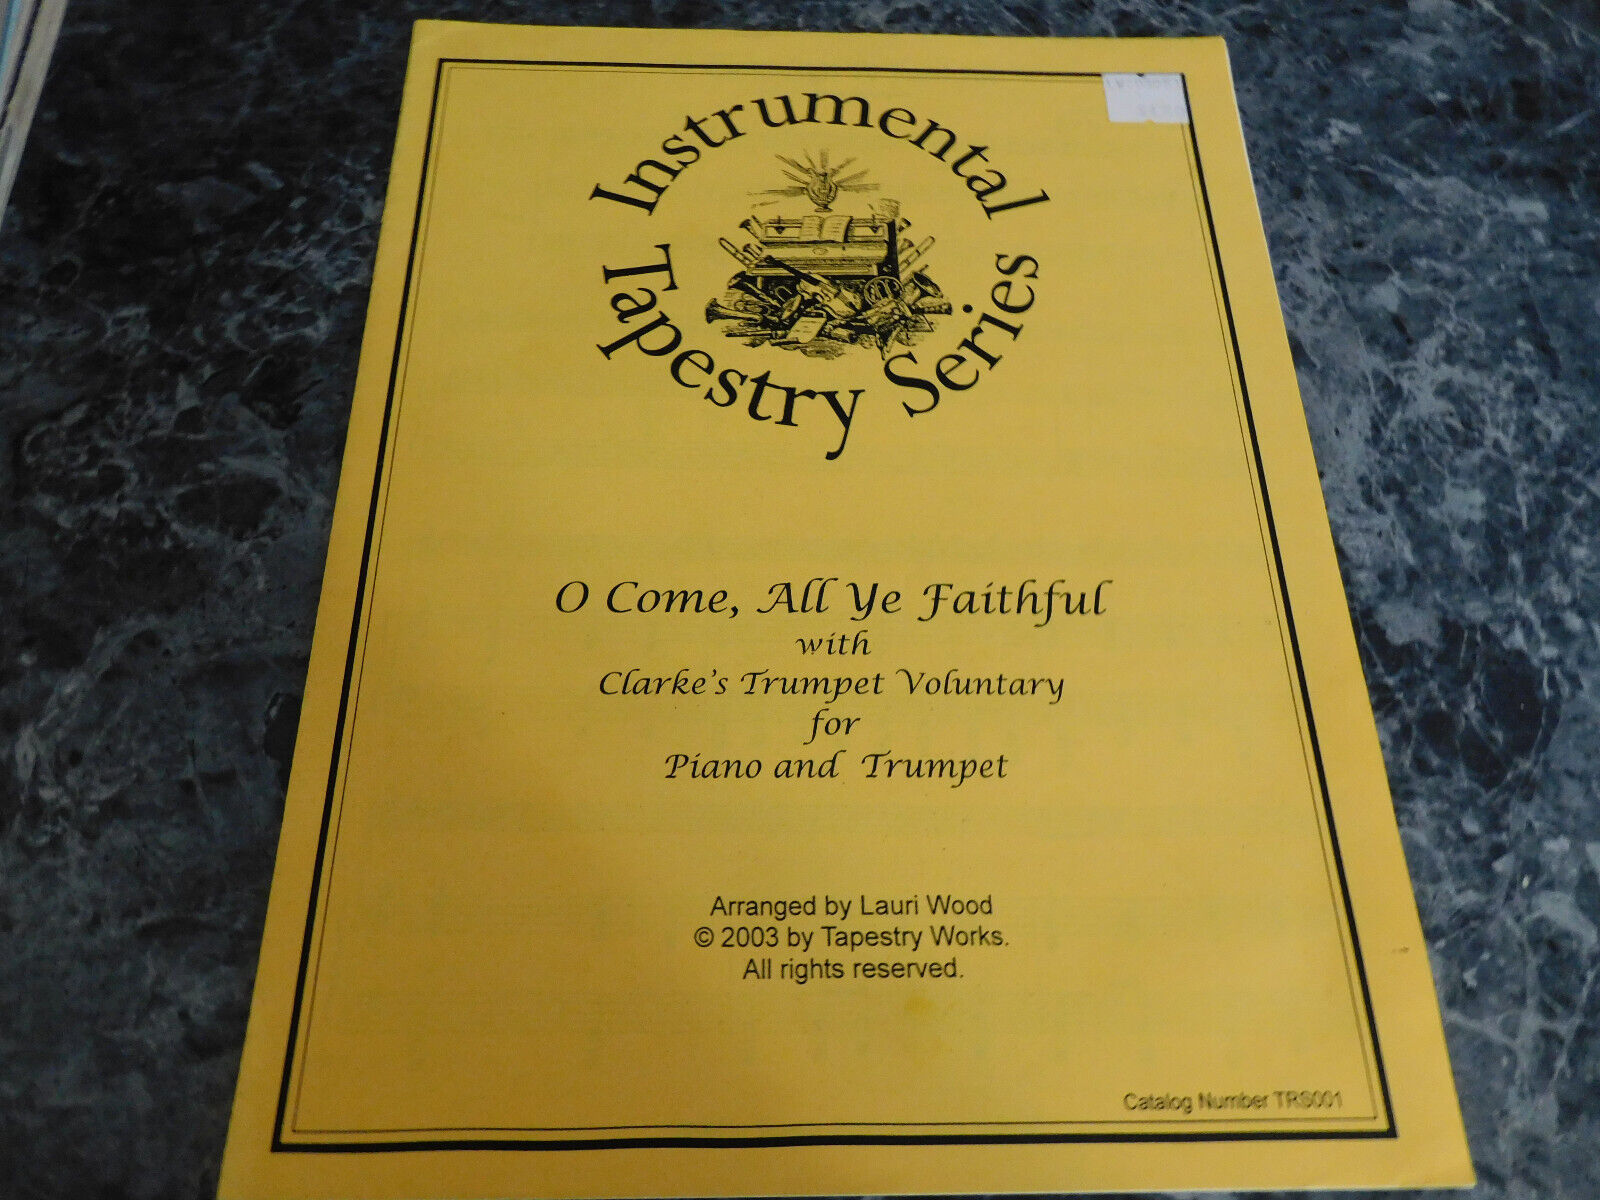 Instrumental
Tapestry Series
O Come, All Ye Faithful
with
Clarke's Trumpet Voluntary
for
Piano and Trumpet
Arranged by Lauri Wood
© 2003 by Tapestry Works.
All rights reserved.
Catalog Number TRS001